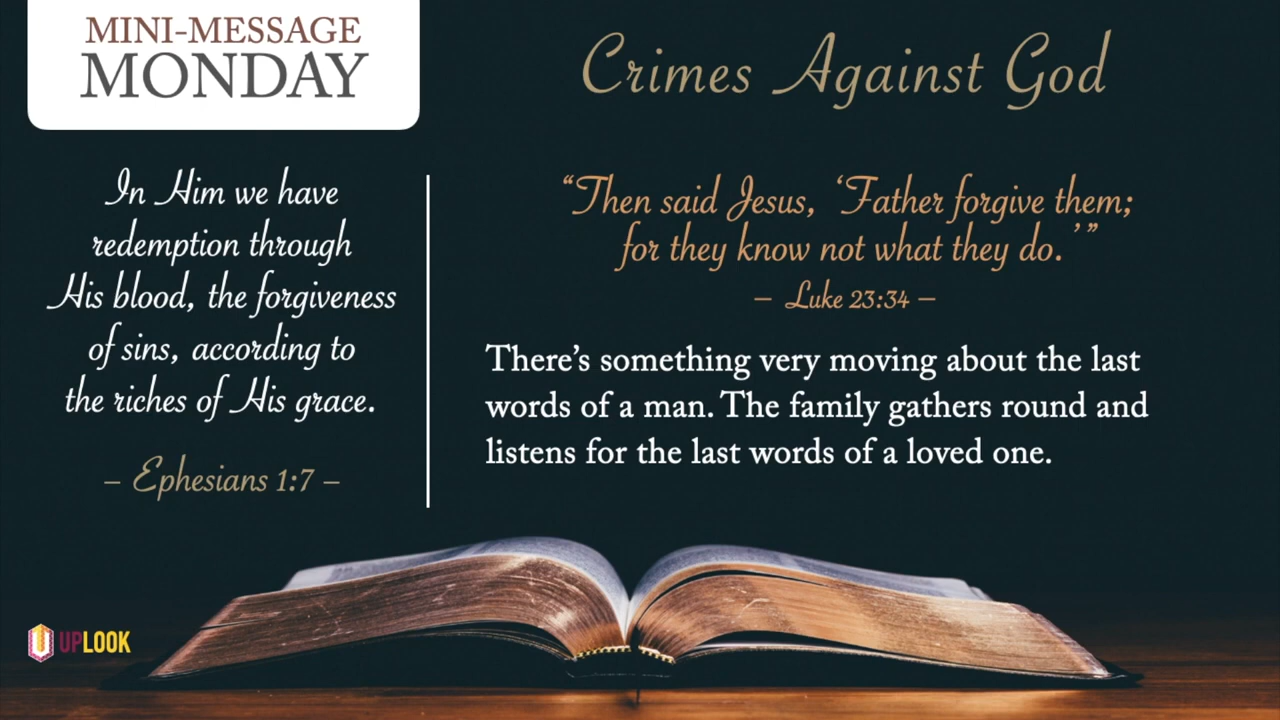 MINI-MESSAGE
MONDAY
In Him we have
redemption through
His blood, the forgiveness
of sins, according to
the riches of His grace.
– Ephesians 1:7 –
Crimes Against God
“Then said Jesus, ‘Father forgive them;
for they know not what they do.’”
– Luke 23:34 –
There’s something very moving about the last
words of a man. The family gathers round and
listens for the last words of a loved one.
UPLOOK